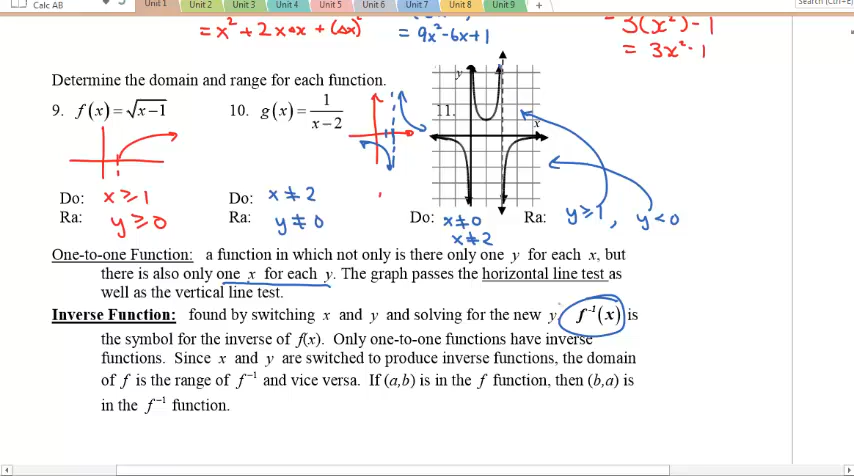 Calc AB
Unit 1 Unit 2 Unit 3 Unit 4 Unit 5 Unit 6 Unit 7 Unit 8 Unit 9 +
Search (Ctrl+E)
= x² + 2xΔx + (Δx)²
= 9x² - 6x + 1
3(x²) - 1
= 3x² - 1
Determine the domain and range for each function.
9. f(x) = √(x−1)
10. g(x) = 1/(x−2)
11.
y
x
Do: x ≥ 1
Ra: y ≥ 0
Do: x ≠ 2
Ra: y ≠ 0
Do: x ≠ 0
x ≠ 2
Ra: y ≥ 1, y < 0
One-to-one Function: a function in which not only is there only one y for each x, but
there is also only one x for each y. The graph passes the horizontal line test as
well as the vertical line test.
Inverse Function: found by switching x and y and solving for the new y f⁻¹(x) is
the symbol for the inverse of f(x). Only one-to-one functions have inverse
functions. Since x and y are switched to produce inverse functions, the domain
of f is the range of f⁻¹ and vice versa. If (a,b) is in the f function, then (b,a) is
in the f⁻¹ function.